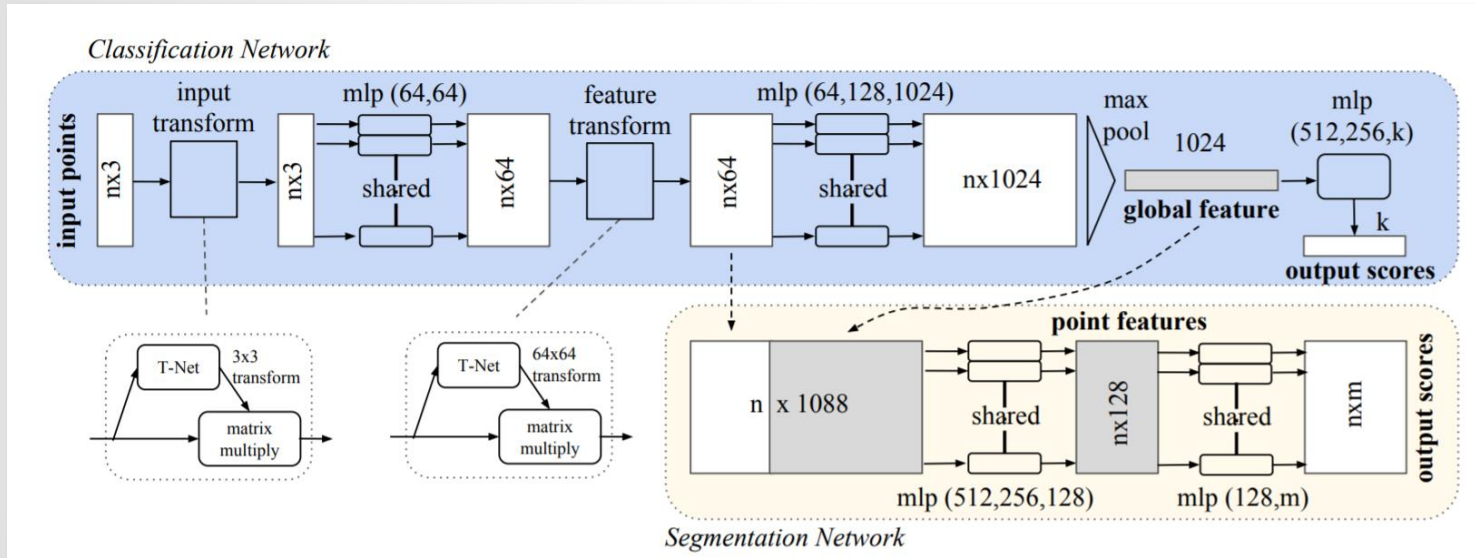 Classification Network
input points
nx3
input
transform
nx3
mlp (64,64)
shared
nx64
feature
transform
nx64
mlp (64,128,1024)
shared
nx1024
max
pool
1024
global feature
mlp
(512,256,k)
k
output scores
T-Net
3x3
transform
matrix
multiply
T-Net
64x64
transform
matrix
multiply
point features
n x 1088
shared
mlp (512,256,128)
nx128
shared
mlp (128,m)
nxm
output scores
Segmentation Network